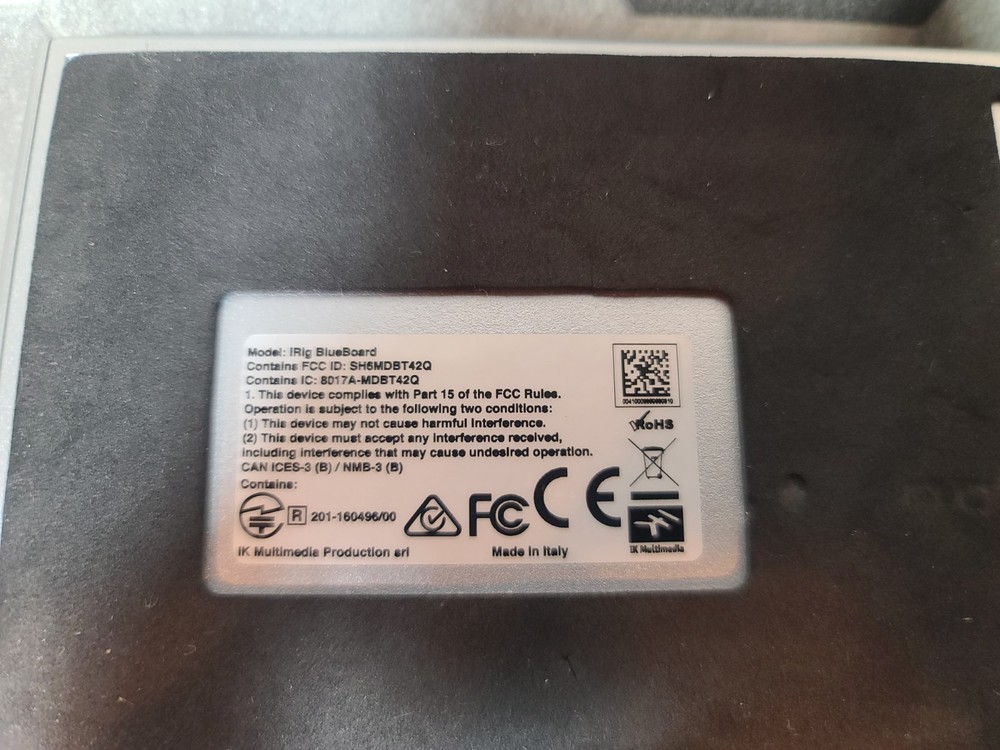 Model: iRig BlueBoard
Contains FCC ID: SH6MDBT42Q
Contains IC: 8017A-MDBT42Q
1. This device complies with Part 15 of the FCC Rules.
Operation is subject to the following two conditions:
(1) This device may not cause harmful interference.
(2) This device must accept any interference received,
including interference that may cause undesired operation.
CAN ICES-3 (B) / NMB-3 (B)
Contains:
R 201-160496/00
FC CE
IK Multimedia Production srl
Made in Italy
RoHS
IK Multimedia